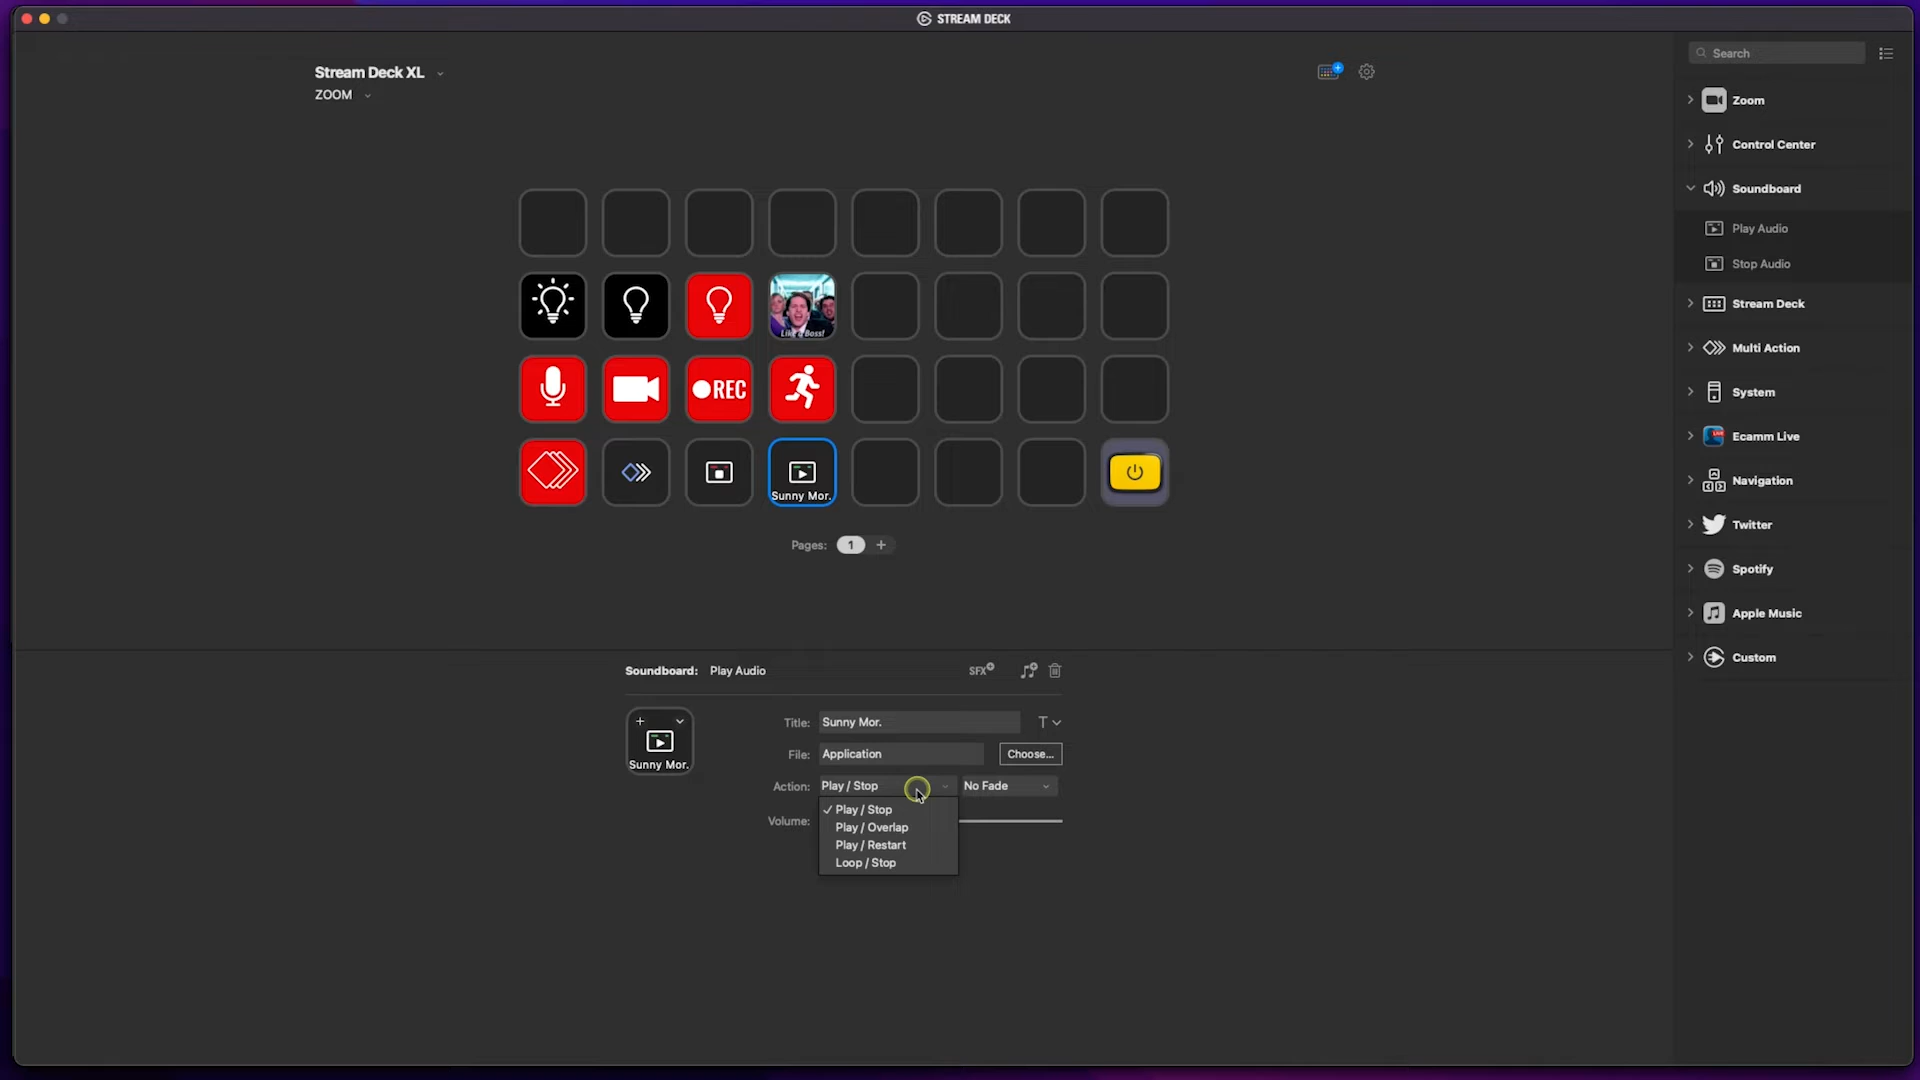 STREAM DECK
Stream Deck XL
ZOOM
Search
Zoom
Control Center
Soundboard
Play Audio
Stop Audio
Stream Deck
Multi Action
System
Ecamm Live
Navigation
Twitter
Spotify
Apple Music
Custom
Like a Boss!
REC
Sunny Mor.
Pages: 1 +
Soundboard: Play Audio
SFX
Title: Sunny Mor.
T
File: Application
Choose...
Action: Play / Stop
No Fade
Play / Stop
Play / Overlap
Play / Restart
Loop / Stop
Volume:
Sunny Mor.